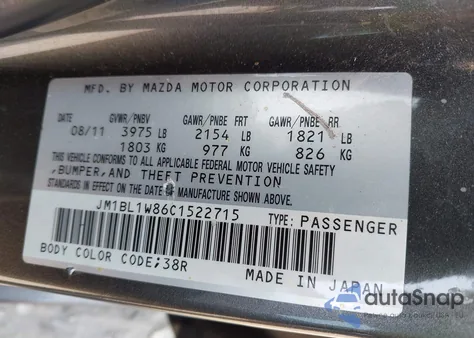 MFD. BY MAZDA MOTOR CORPORATION
DATE GVWR/PNBV GAWR/PNBE FRT GAWR/PNBE RR
08/11 3975 LB 2154 LB 1821 LB
1803 KG 977 KG 826 KG
THIS VEHICLE CONFORMS TO ALL APPLICABLE FEDERAL MOTOR VEHICLE SAFETY
,BUMPER,AND THEFT PREVENTION
STANDARDS IN EFFECT ON THE DATE OF MANUFACTURE SHOWN ABOVE.
JM1BL1W86C1522715 TYPE: PASSENGER
BODY COLOR CODE;38R MADE IN JAPAN
autoSnap